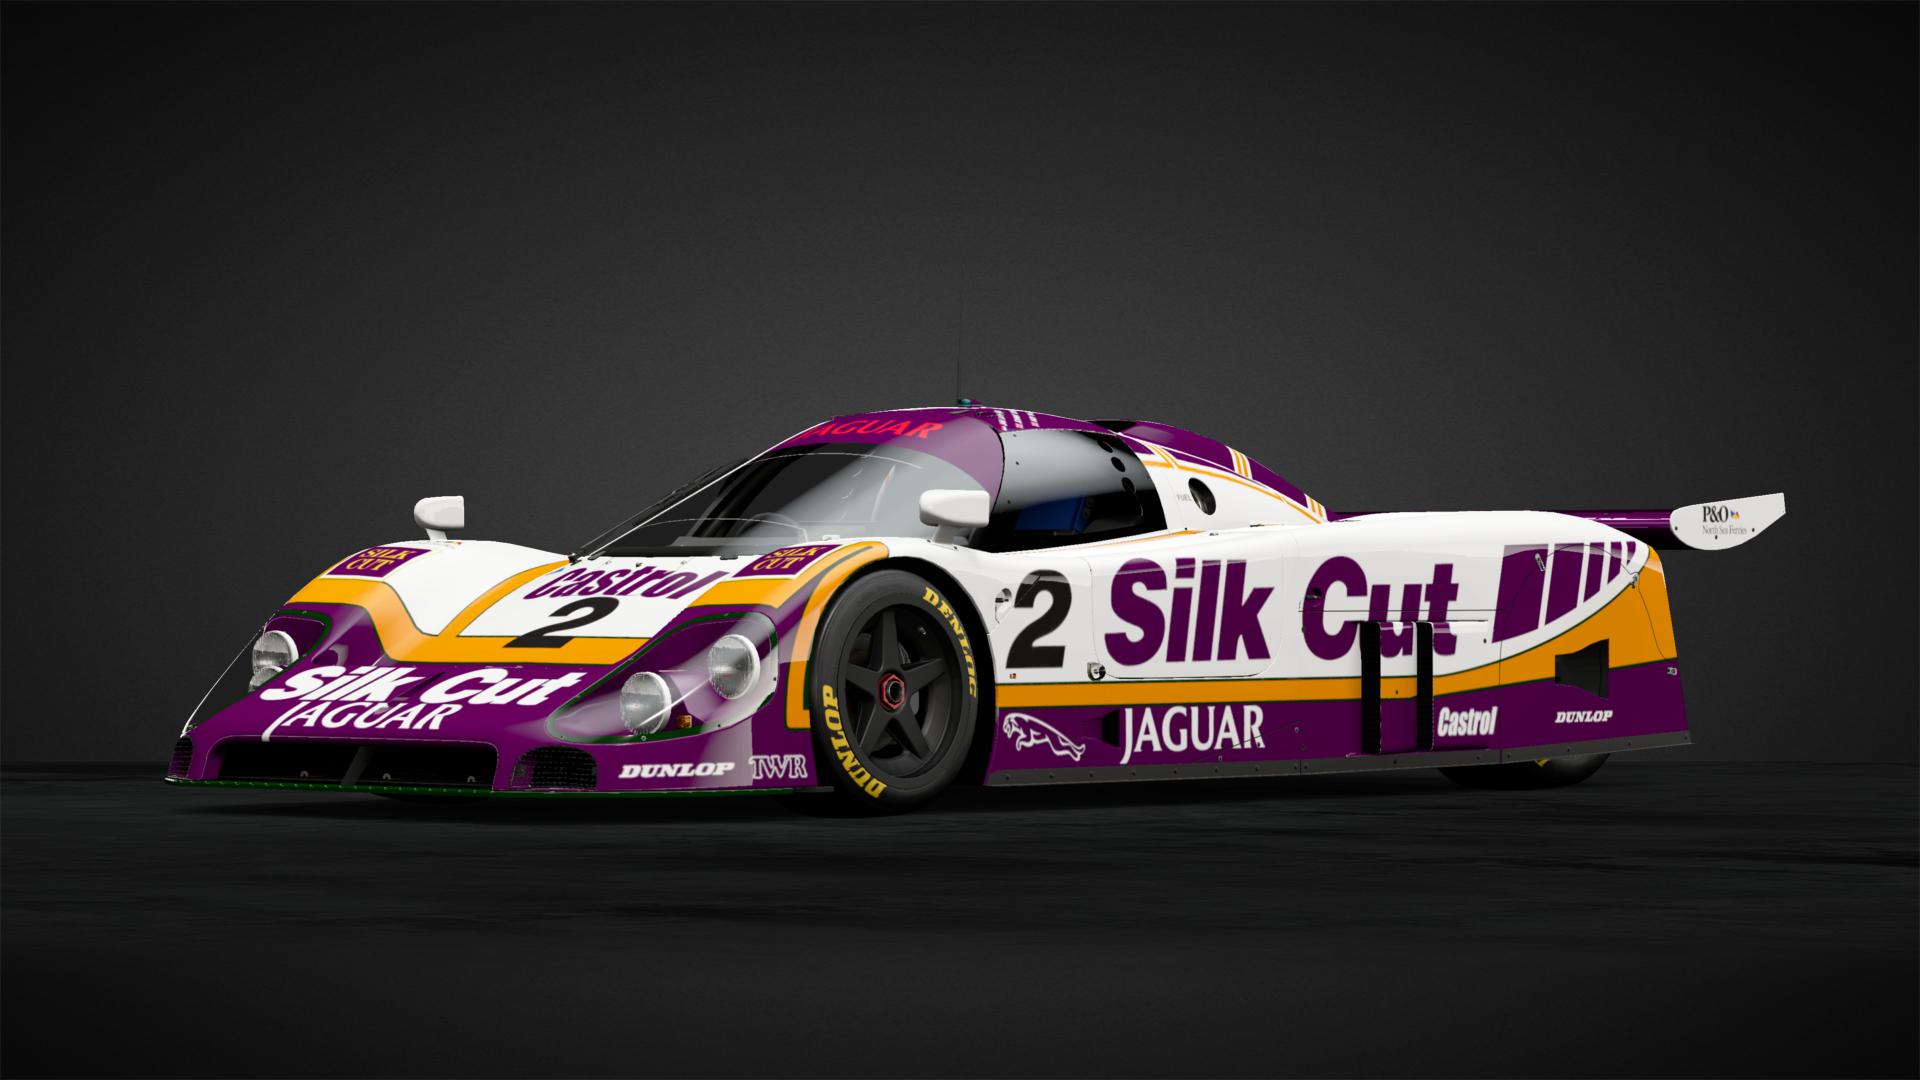 JAGUAR
SILK
CUT
SILK
CUT
Castrol
2
Silk Cut
JAGUAR
DUNLOP
TWR
DENLOC
DUNLOP
FUEL
2
Silk Cut
JAGUAR
Castrol
DUNLOP
P&O
North Sea Ferries